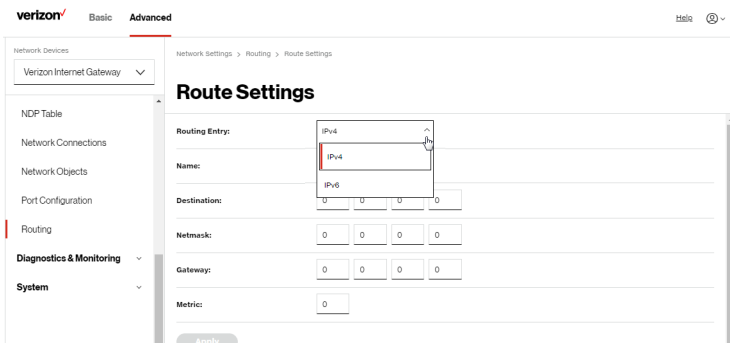 verizon✓ Basic Advanced Help
Network Devices
Verizon Internet Gateway
NDP Table
Network Connections
Network Objects
Port Configuration
Routing
Diagnostics & Monitoring
System
Network Settings > Routing > Route Settings
Route Settings
Routing Entry: IPv4
IPv4
Name:
IPv6
Destination: 0 0 0 0
Netmask: 0 0 0 0
Gateway: 0 0 0 0
Metric: 0
Apply